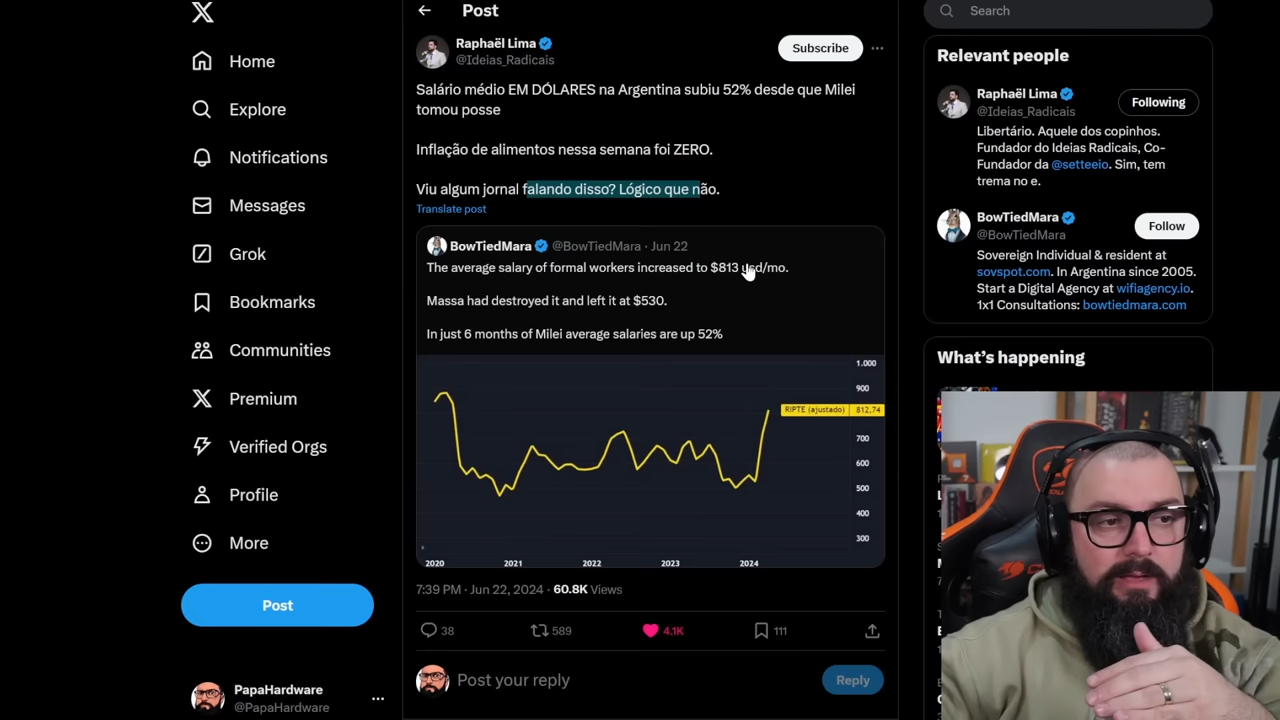 Post
Search
Home
Explore
Notifications
Messages
Grok
Bookmarks
Communities
Premium
Verified Orgs
Profile
More
Post
PapaHardware
@PapaHardware
Raphaël Lima
@Ideias_Radicais
Subscribe
Salário médio EM DÓLARES na Argentina subiu 52% desde que Milei
tomou posse
Inflação de alimentos nessa semana foi ZERO.
Viu algum jornal falando disso? Lógico que não.
Translate post
BowTiedMara @BowTiedMara · Jun 22
The average salary of formal workers increased to $813 usd/mo.
Massa had destroyed it and left it at $530.
In just 6 months of Milei average salaries are up 52%
1.000
900
RIPTE (ajustado) 812,74
700
600
500
400
300
2020 2021 2022 2023 2024
7:39 PM · Jun 22, 2024 · 60.8K Views
38 589 4.1K 111
Post your reply
Reply
Relevant people
Raphaël Lima
@Ideias_Radicais
Following
Libertário. Aquele dos copinhos.
Fundador do Ideias Radicais, Co-
Fundador da @setteeio. Sim, tem
trema no e.
BowTiedMara
@BowTiedMara
Follow
Sovereign Individual & resident at
sovspot.com. In Argentina since 2005.
Start a Digital Agency at wifiagency.io.
1x1 Consultations: bowtiedmara.com
What's happening
COUGAR